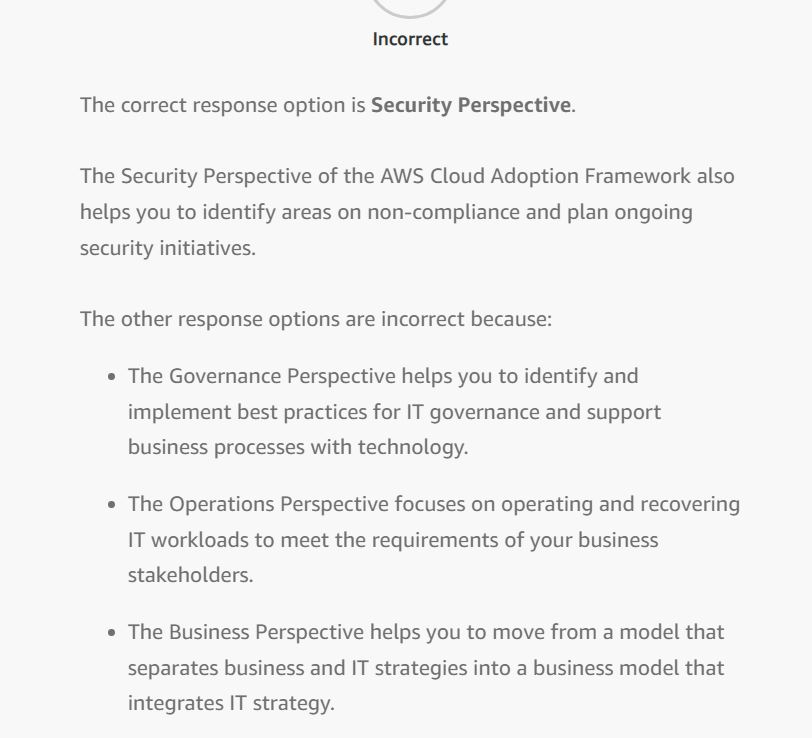 Incorrect
The correct response option is Security Perspective.
The Security Perspective of the AWS Cloud Adoption Framework also
helps you to identify areas on non-compliance and plan ongoing
security initiatives.
The other response options are incorrect because:
• The Governance Perspective helps you to identify and
implement best practices for IT governance and support
business processes with technology.
• The Operations Perspective focuses on operating and recovering
IT workloads to meet the requirements of your business
stakeholders.
• The Business Perspective helps you to move from a model that
separates business and IT strategies into a business model that
integrates IT strategy.